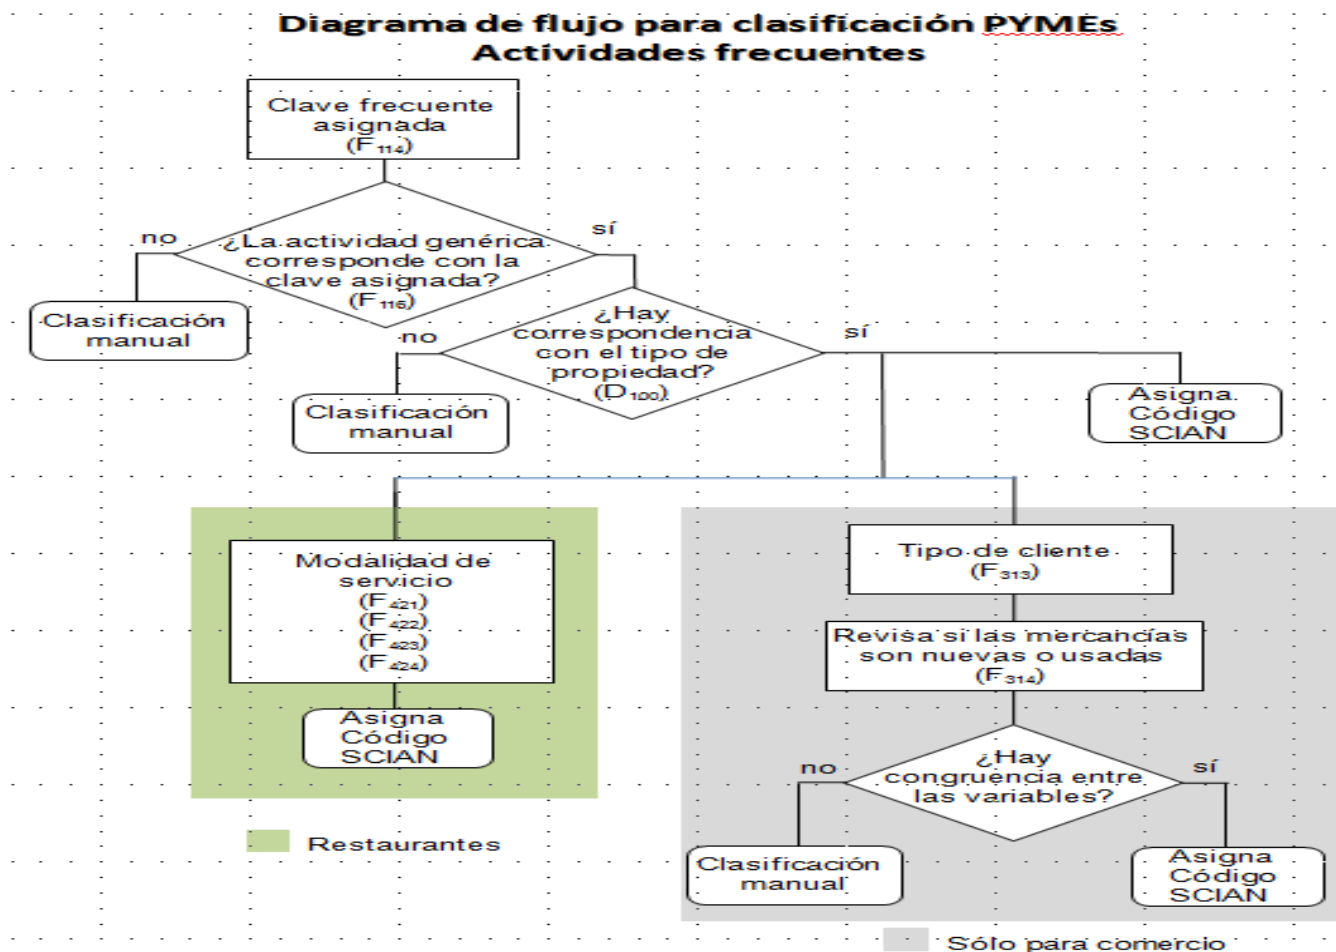 Diagrama de flujo para clasificación PYMEs
Actividades frecuentes
Clave frecuente
asignada
(F₁₁₄)
no
sí
¿La actividad genérica
corresponde con la
clave asignada?
(F₁₁₆)
Clasificación
manual
no
sí
¿Hay
correspondencia
con el tipo de
propiedad?
(D₁₀₀)
Clasificación
manual
Asigna
Código
SCIAN
Modalidad de
servicio
(F₄₂₁)
(F₄₂₂)
(F₄₂₃)
(F₄₂₄)
Asigna
Código
SCIAN
Restaurantes
Tipo de cliente
(F₃₁₃)
Revisa si las mercancías
son nuevas o usadas
(F₃₁₄)
no
sí
¿Hay
congruencia entre
las variables?
Clasificación
manual
Asigna
Código
SCIAN
Sólo para comercio